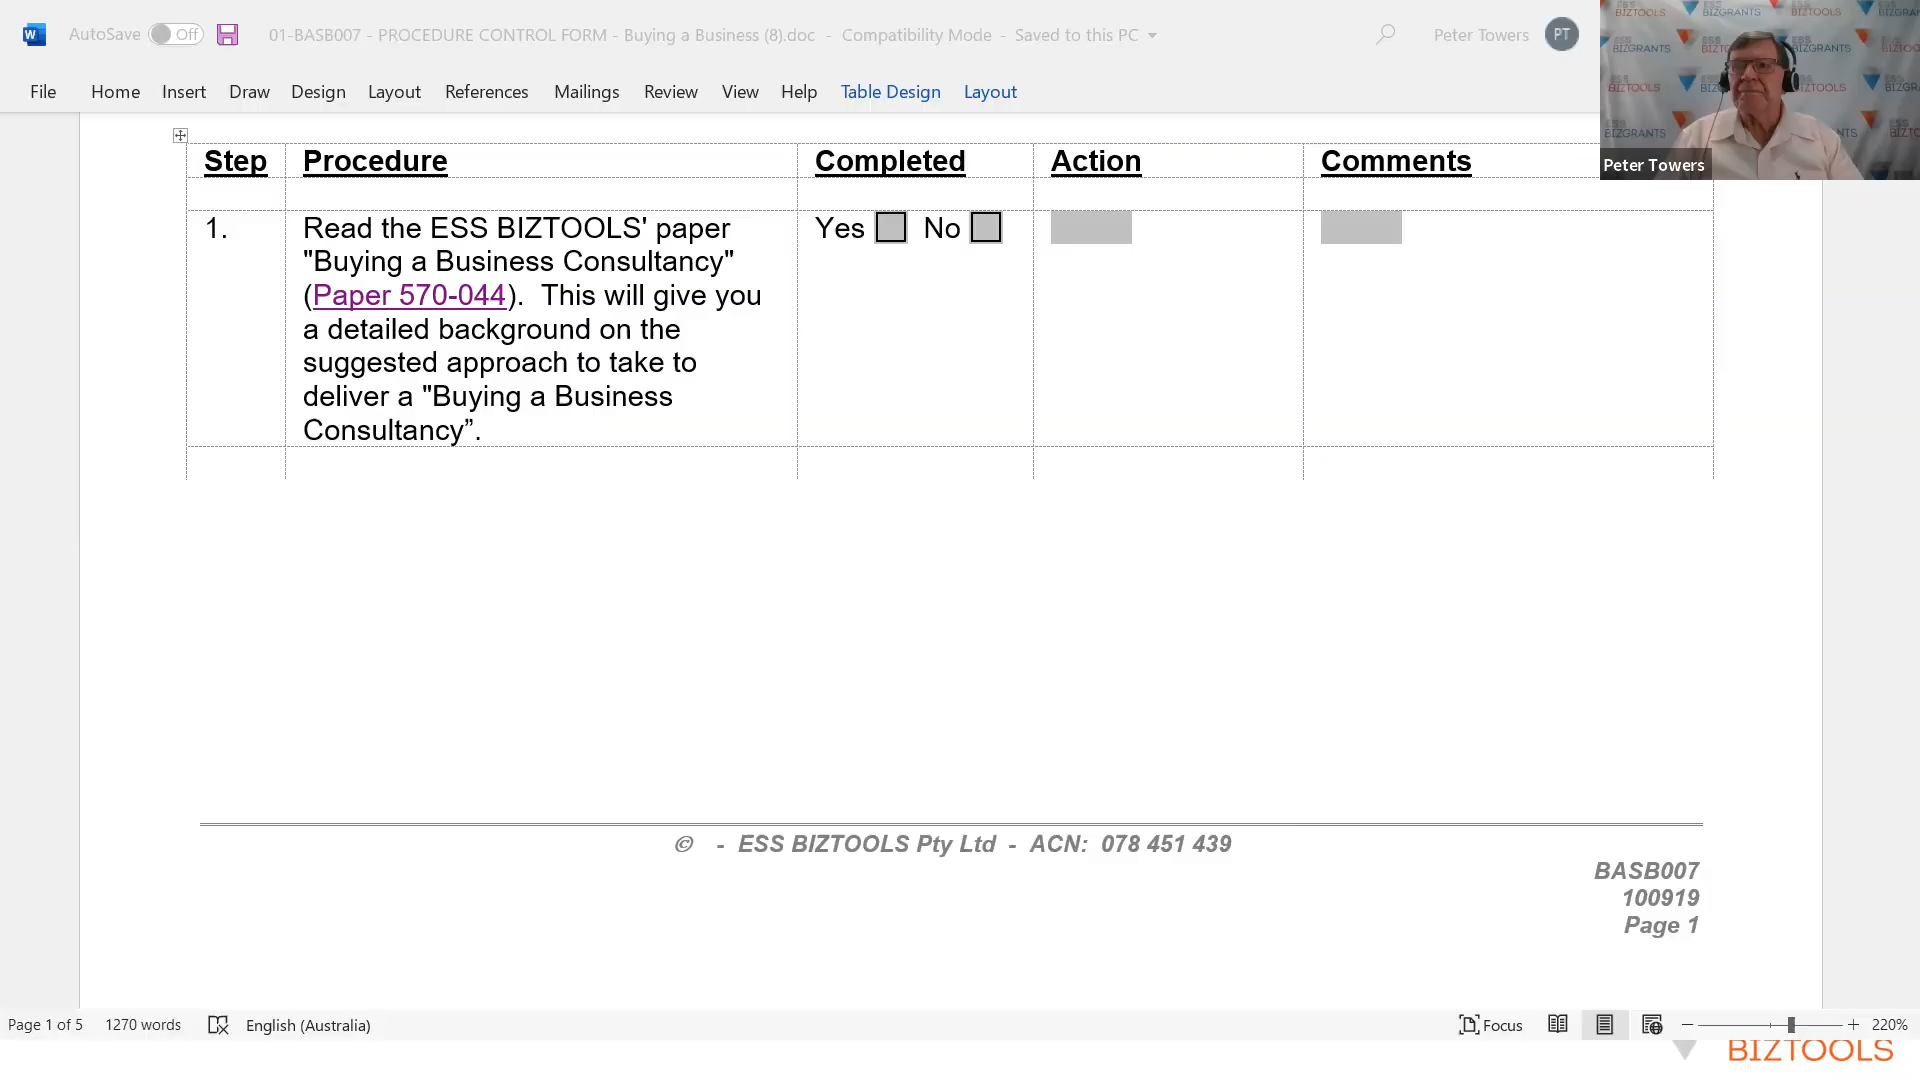 AutoSave Off 01-BASB007 - PROCEDURE CONTROL FORM - Buying a Business (8).doc - Compatibility Mode - Saved to this PC Peter Towers PT
File Home Insert Draw Design Layout References Mailings Review View Help Table Design Layout
ESS BIZTOOLS
ESS BIZGRANTS
Peter Towers
Step Procedure Completed Action Comments
1. Read the ESS BIZTOOLS' paper Yes No
"Buying a Business Consultancy"
(Paper 570-044). This will give you
a detailed background on the
suggested approach to take to
deliver a "Buying a Business
Consultancy”.
© - ESS BIZTOOLS Pty Ltd - ACN: 078 451 439
BASB007
100919
Page 1
Page 1 of 5 1270 words English (Australia) Focus 220%
BIZTOOLS